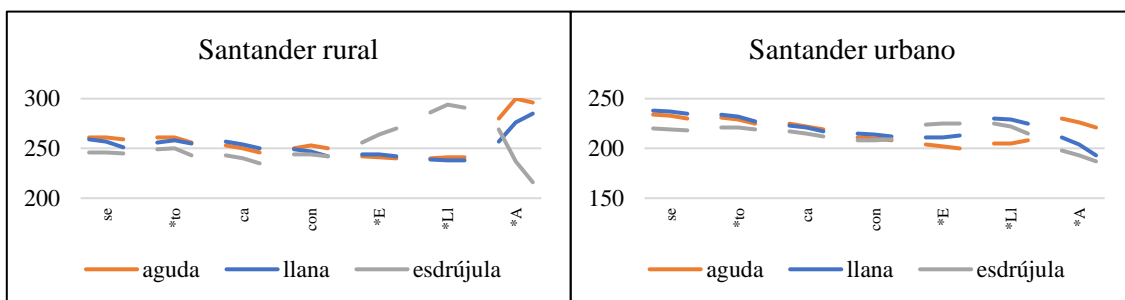 Santander rural
300
250
200
se *to ca con *E *Ll *A
aguda llana esdrújula
Santander urbano
250
200
150
se *to ca con *E *Ll *A
aguda llana esdrújula